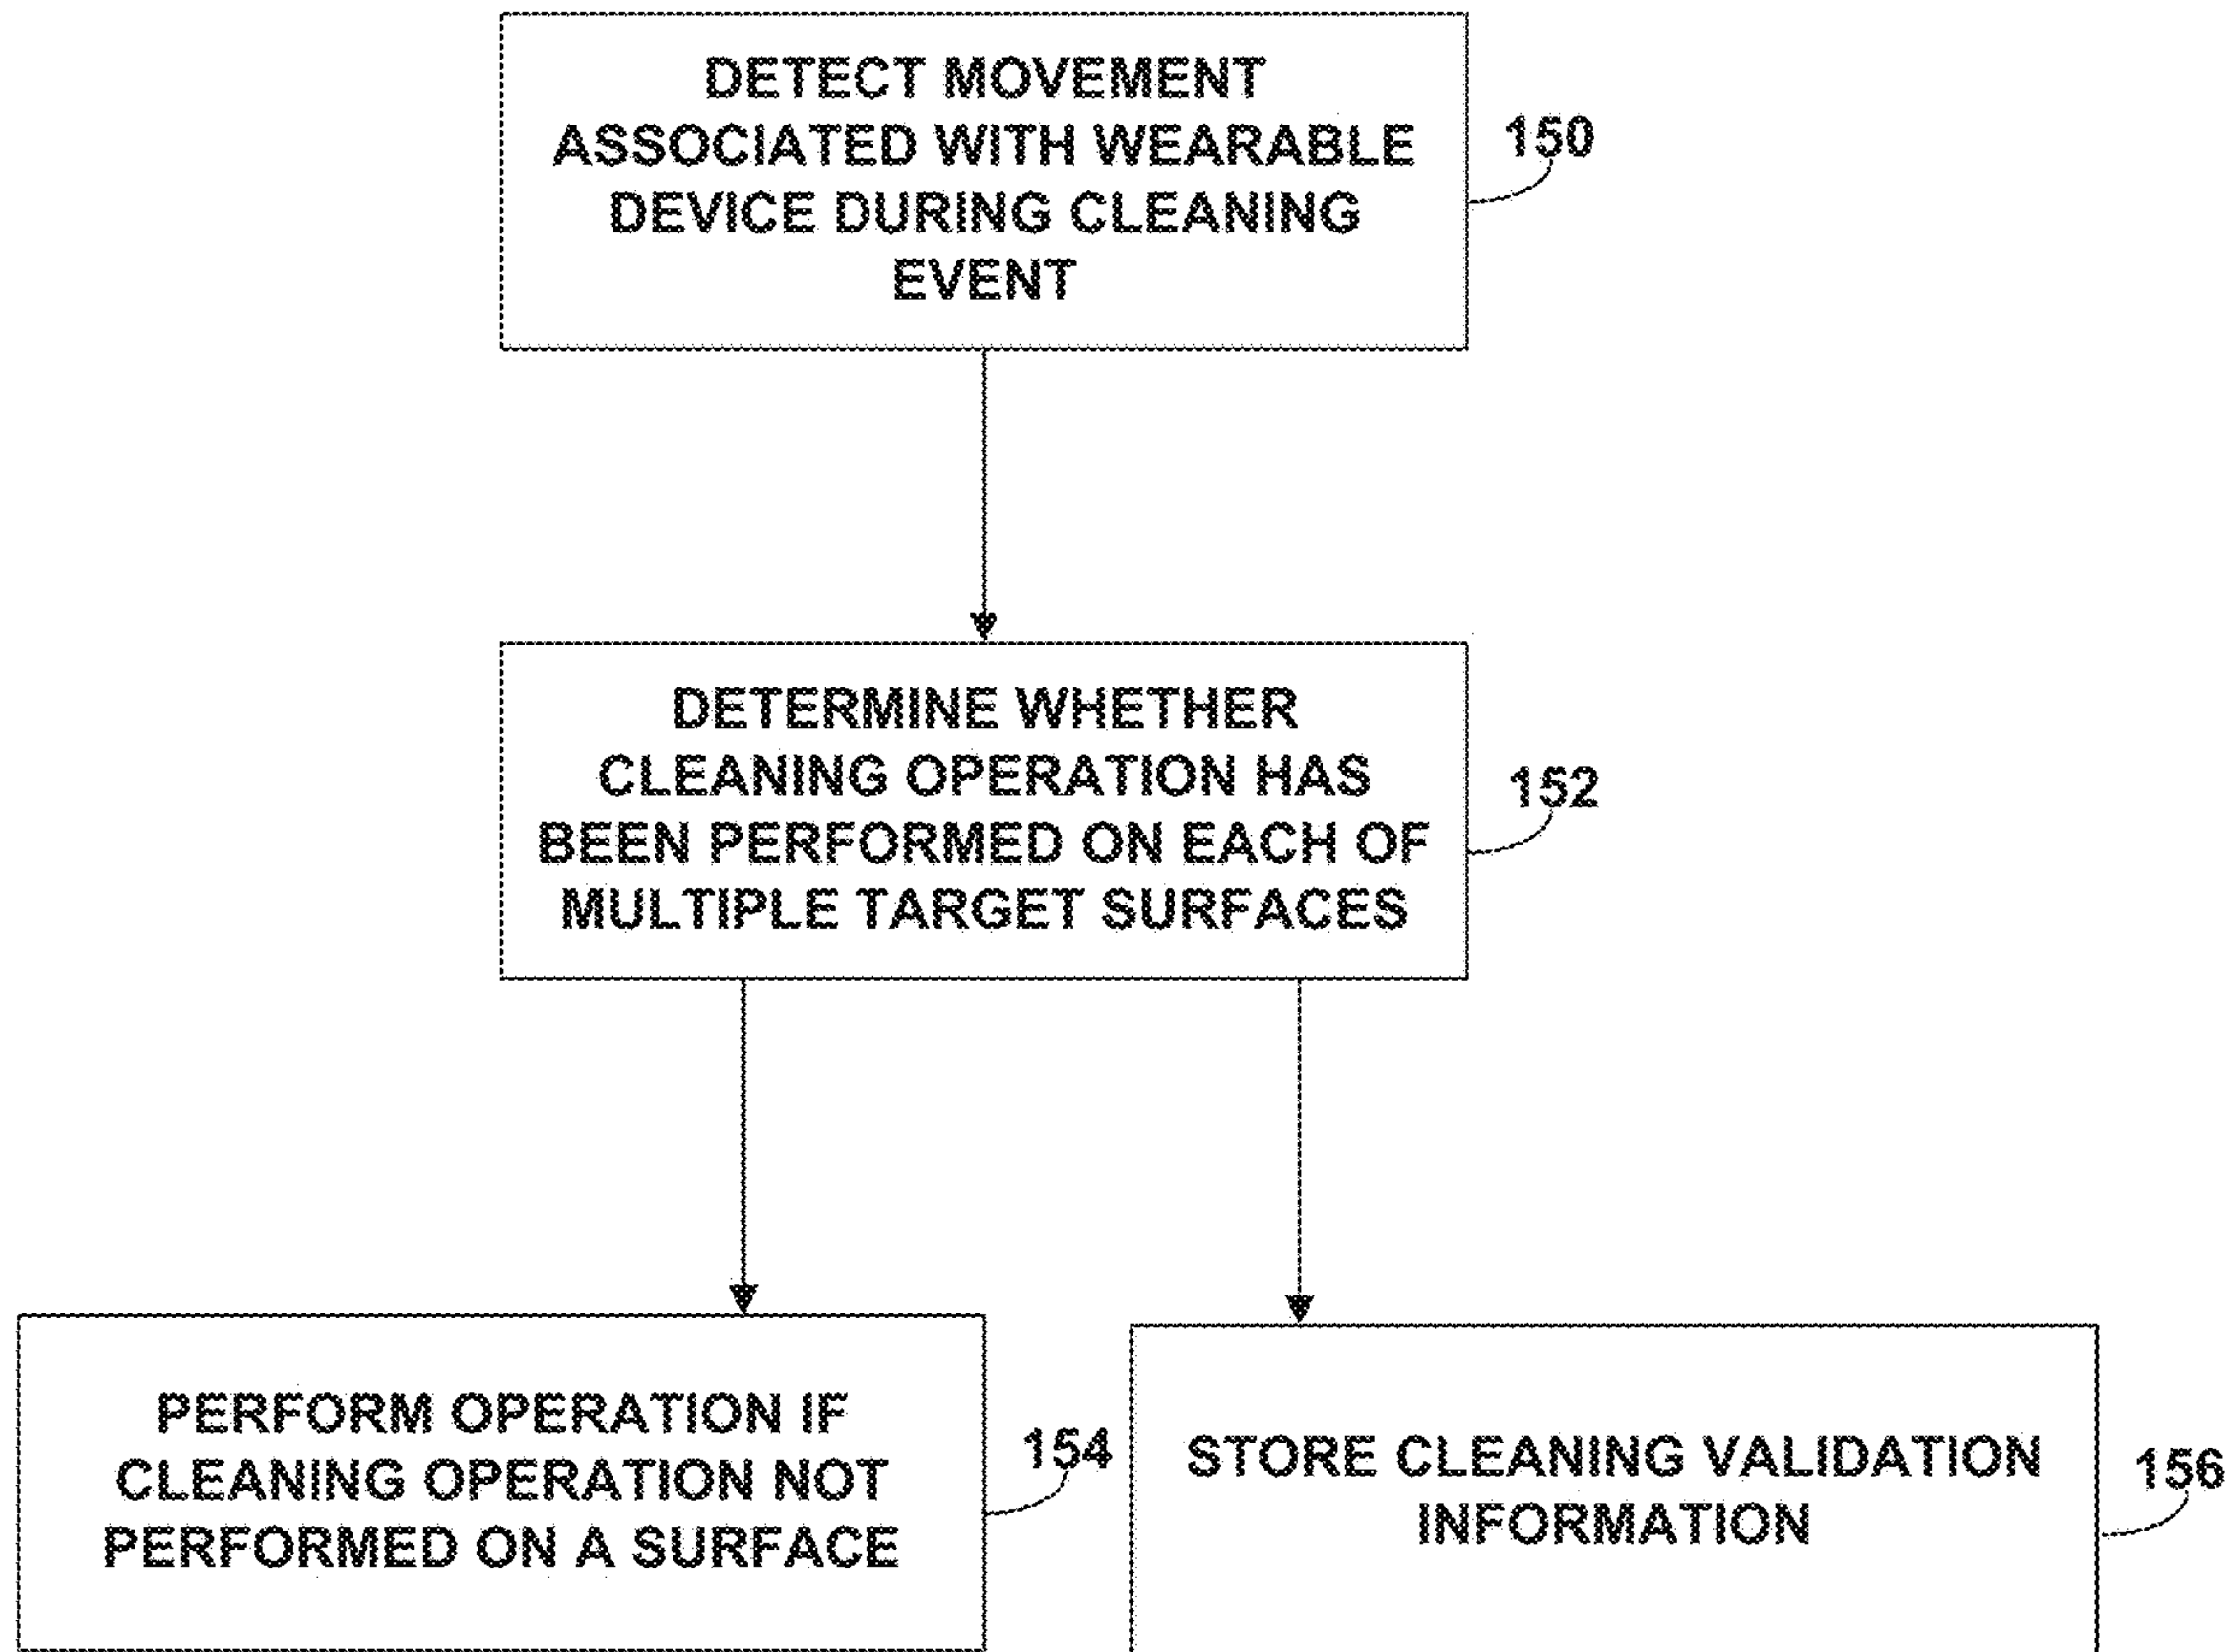 DETECT MOVEMENT
ASSOCIATED WITH WEARABLE
DEVICE DURING CLEANING
EVENT
150
DETERMINE WHETHER
CLEANING OPERATION HAS
BEEN PERFORMED ON EACH OF
MULTIPLE TARGET SURFACES
152
PERFORM OPERATION IF
CLEANING OPERATION NOT
PERFORMED ON A SURFACE
154
STORE CLEANING VALIDATION
INFORMATION
156